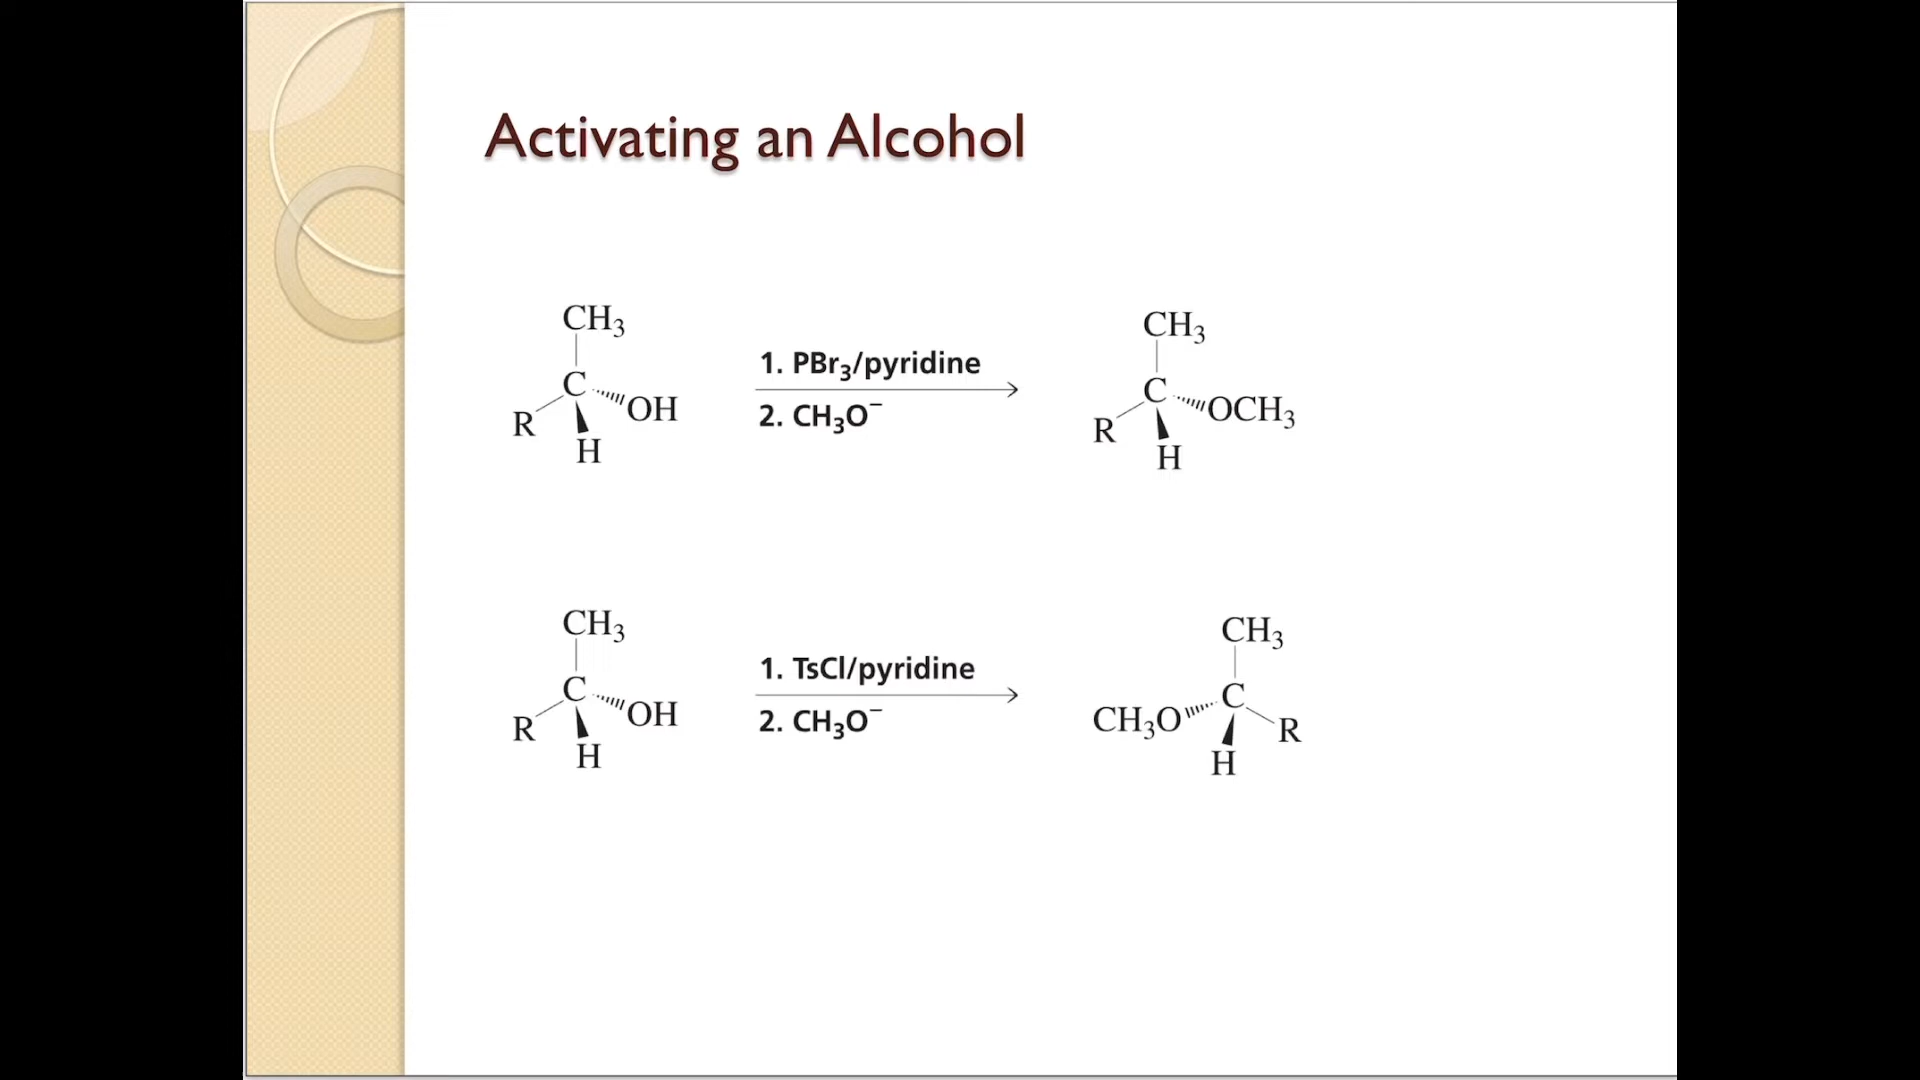 Activating an Alcohol
CH₃
C
OH
R
H
1. PBr₃/pyridine
2. CH₃O⁻
CH₃
C
OCH₃
R
H
CH₃
C
OH
R
H
1. TsCl/pyridine
2. CH₃O⁻
CH₃
C
CH₃O
R
H